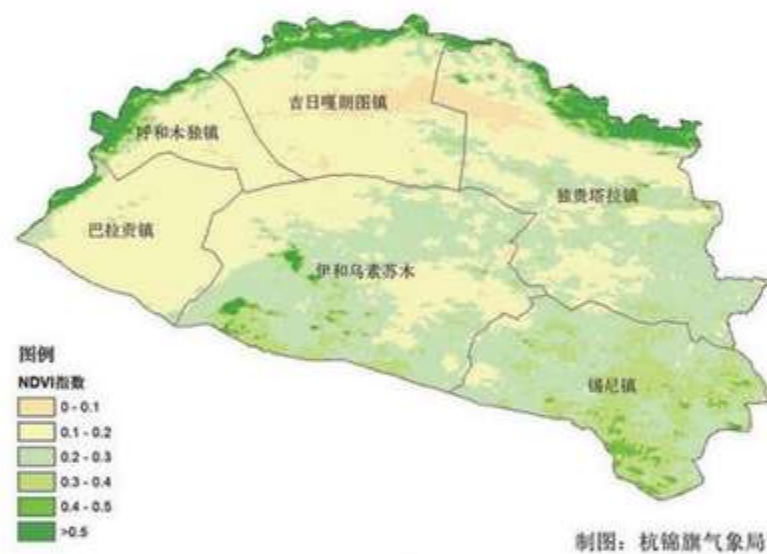 吉日嘎朗图镇
呼和木独镇
独贵塔拉镇
巴拉贡镇
伊和乌素苏木
锡尼镇
图例
NDVI指数
0 - 0.1
0.1 - 0.2
0.2 - 0.3
0.3 - 0.4
0.4 - 0.5
>0.5
制图：杭锦旗气象局